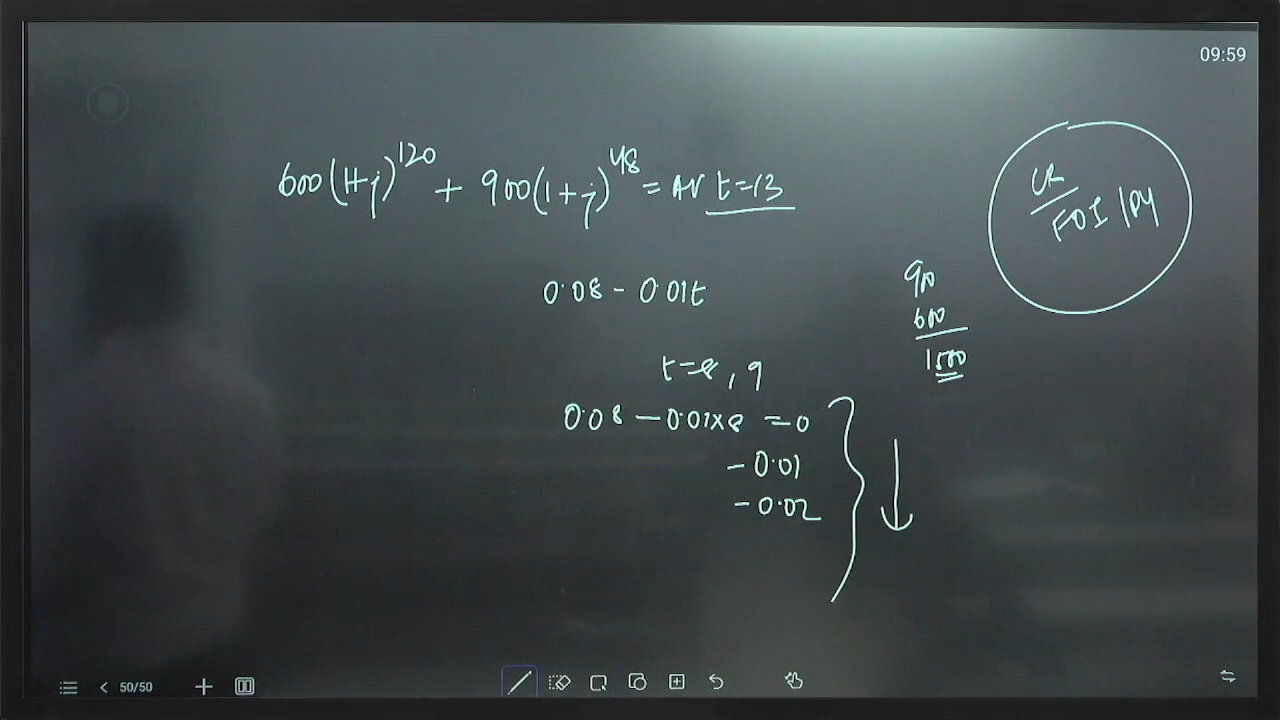 09:59
600(1+j)^120 + 900(1+j)^48 = AV t=13
FOI / PY
0.08 - 0.01t
900
600
1500
t=8, 9
0.08 - 0.01x8 = 0
- 0.01
- 0.02
50/50